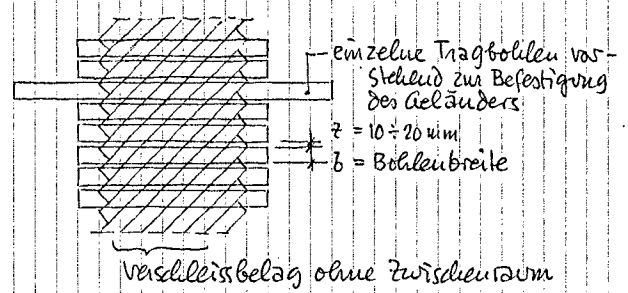 einzelne Tragbohlen vor-
stehend zur Befestigung
des Geländers
z = 10 ÷ 20 mm
b = Bohlenbreite
Verschleissbelag ohne Zwischenraum